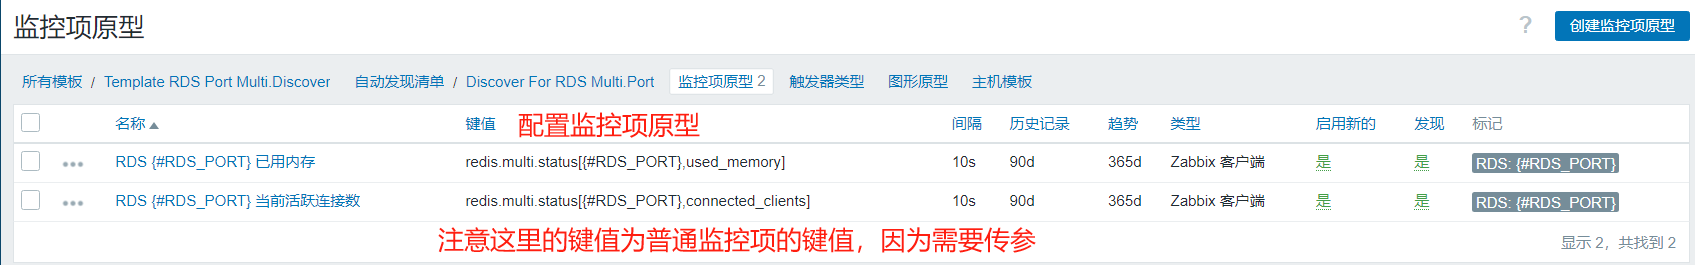 监控项原型
? 创建监控项原型
所有模板 / Template RDS Port Multi.Discover 自动发现清单 / Discover For RDS Multi.Port 监控项原型 2 触发器类型 图形原型 主机模板
名称 键值 配置监控项原型 间隔 历史记录 趋势 类型 启用新的 发现 标记
RDS {#RDS_PORT} 已用内存 redis.multi.status[{#RDS_PORT},used_memory] 10s 90d 365d Zabbix 客户端 是 是 RDS: {#RDS_PORT}
RDS {#RDS_PORT} 当前活跃连接数 redis.multi.status[{#RDS_PORT},connected_clients] 10s 90d 365d Zabbix 客户端 是 是 RDS: {#RDS_PORT}
注意这里的键值为普通监控项的键值，因为需要传参
显示 2，共找到 2